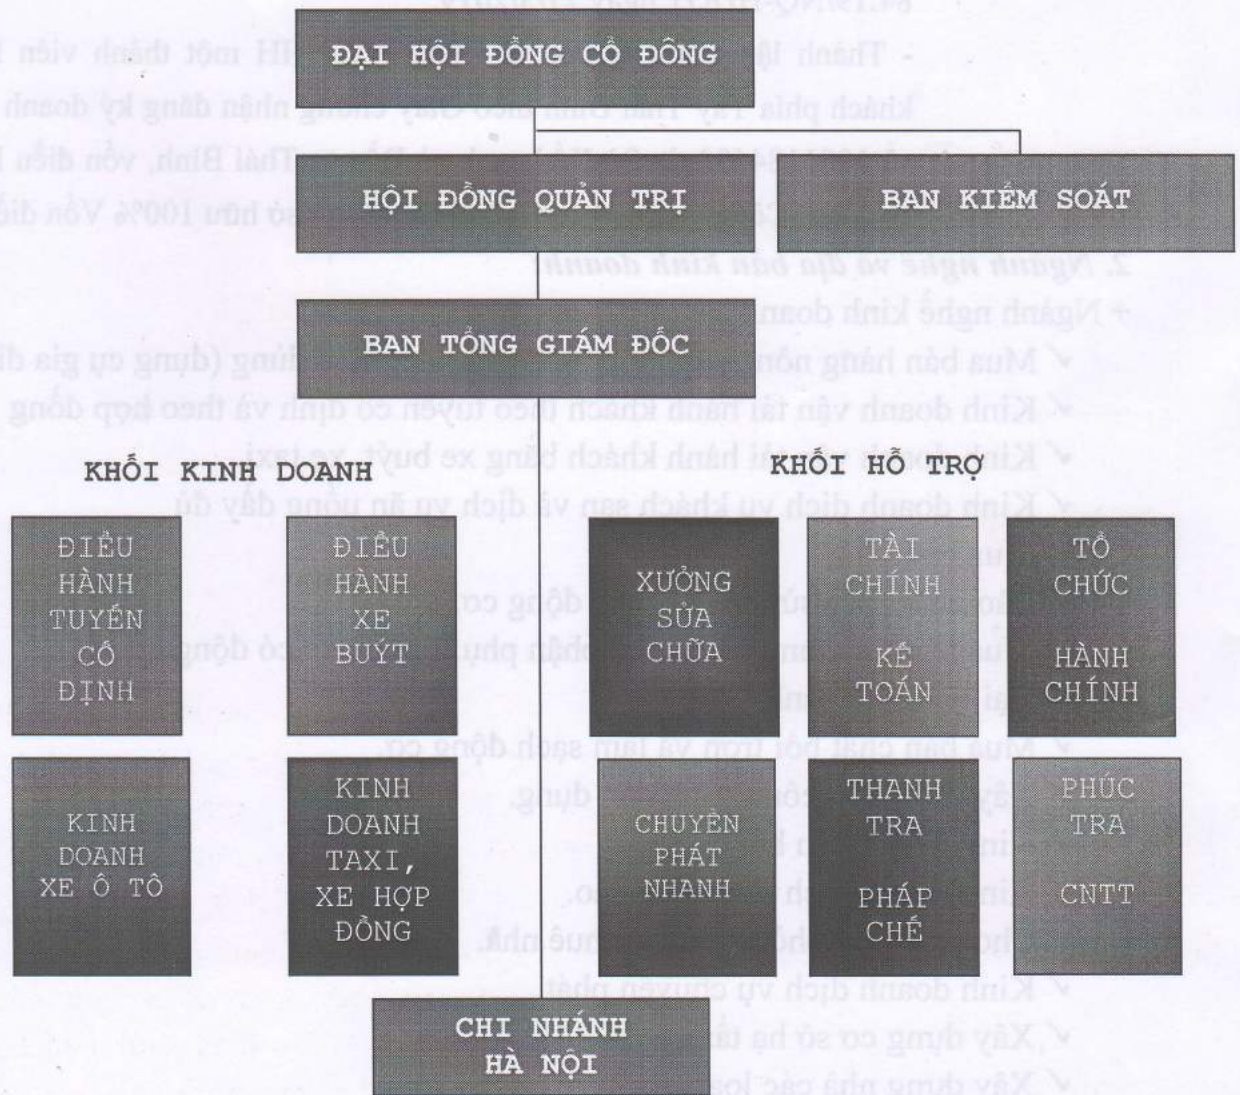 ĐẠI HỘI ĐỒNG CỔ ĐÔNG
HỘI ĐỒNG QUẢN TRỊ
BAN KIỂM SOÁT
BAN TỔNG GIÁM ĐỐC
KHỐI KINH DOANH
KHỐI HỖ TRỢ
ĐIỀU
HÀNH
TUYẾN
CỐ
ĐỊNH
ĐIỀU
HÀNH
XE
BUÝT
XƯỞNG
SỬA
CHỮA
TÀI
CHÍNH
KẾ
TOÁN
TỔ
CHỨC
HÀNH
CHÍNH
KINH
DOANH
XE Ô TÔ
KINH
DOANH
TAXI,
XE HỢP
ĐỒNG
CHUYỂN
PHÁT
NHANH
THANH
TRA
PHÁP
CHẾ
PHÚC
TRA
CNTT
CHI NHÁNH
HÀ NỘI